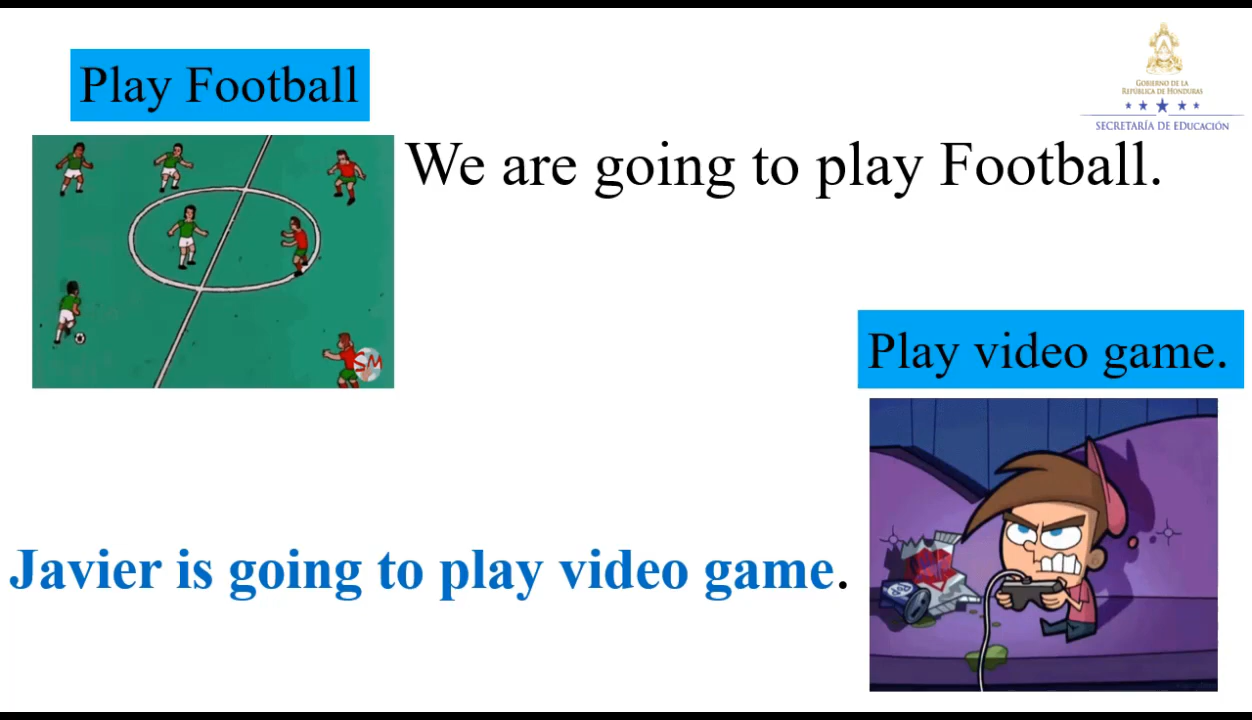 Play Football
GOBIERNO DE LA
REPÚBLICA DE HONDURAS
SECRETARÍA DE EDUCACIÓN
We are going to play Football.
SM
Play video game.
Javier is going to play video game.